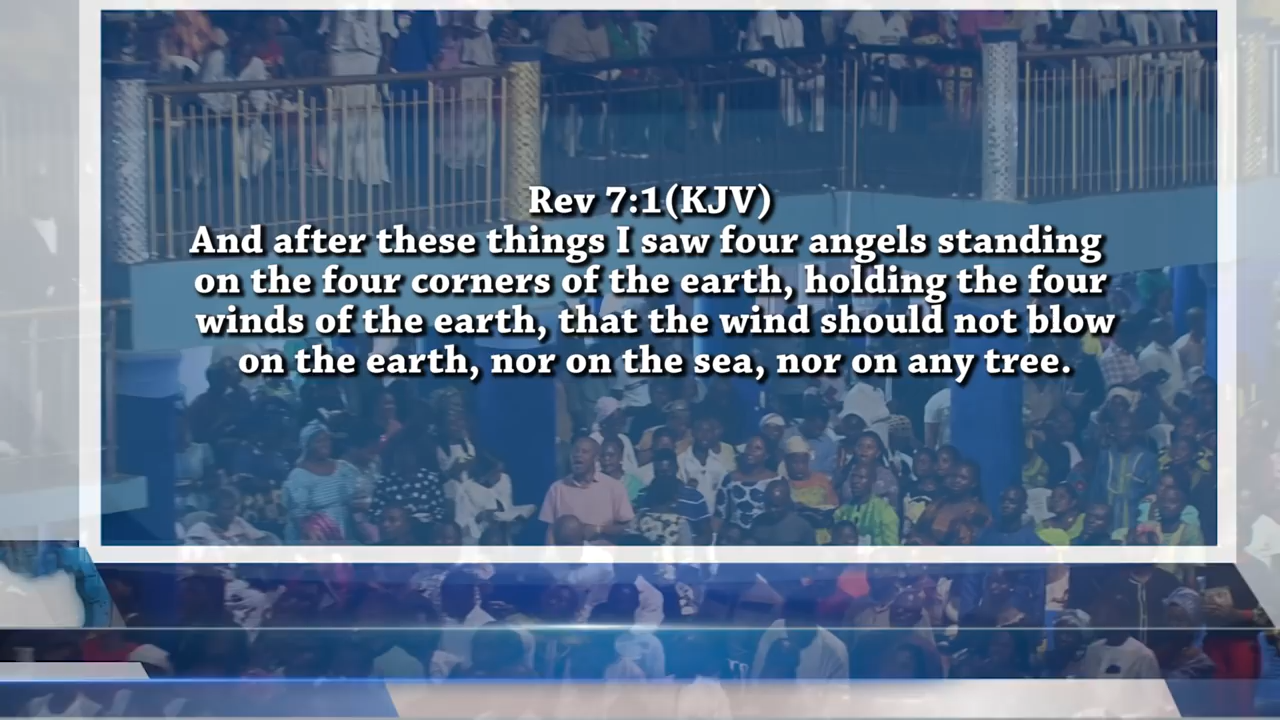 Rev 7:1(KJV)
And after these things I saw four angels standing
on the four corners of the earth, holding the four
winds of the earth, that the wind should not blow
on the earth, nor on the sea, nor on any tree.